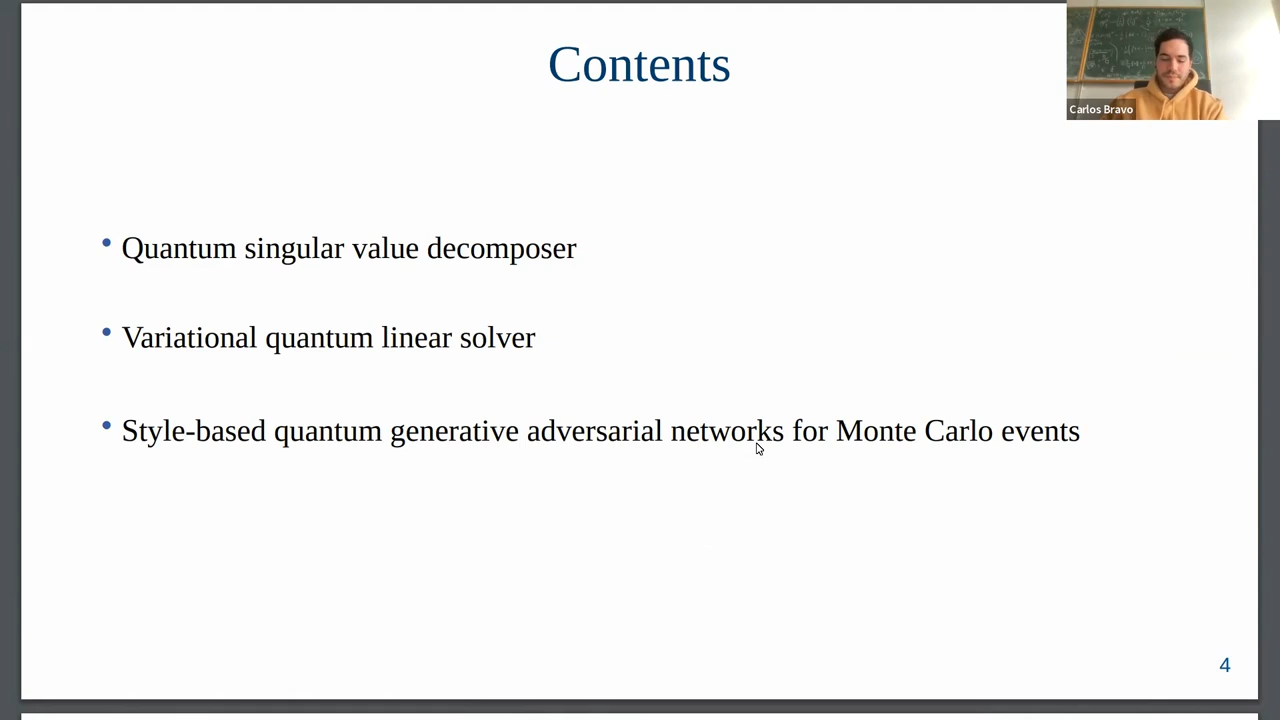 Contents
Carlos Bravo
• Quantum singular value decomposer
• Variational quantum linear solver
• Style-based quantum generative adversarial networks for Monte Carlo events
4